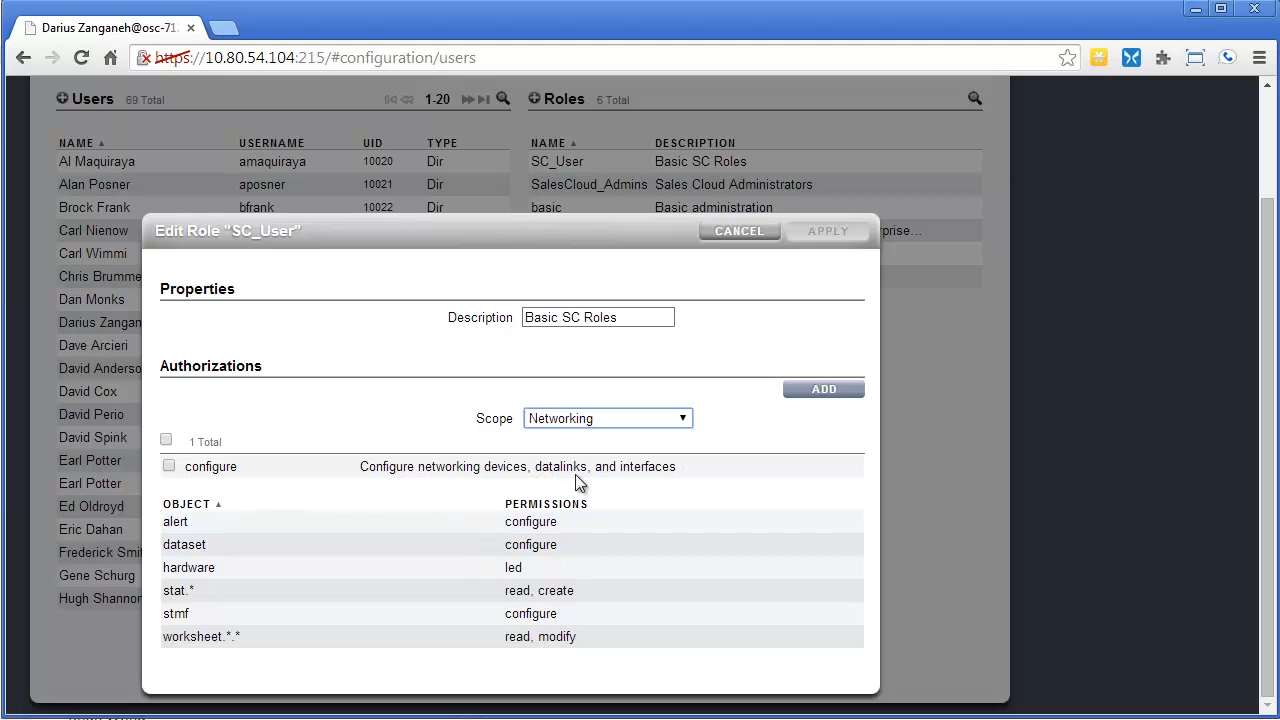 Darius Zanganeh@osc-71
https://10.80.54.104:215/#configuration/users
Users 69 Total 1-20 Roles 6 Total
NAME USERNAME UID TYPE NAME DESCRIPTION
Al Maquiraya amaquiraya 10020 Dir SC_User Basic SC Roles
Alan Posner aposner 10021 Dir SalesCloud_Admins Sales Cloud Administrators
Brock Frank bfrank 10022 Dir basic Basic administration
Carl Nienow
Carl Wimmi
Chris Brumme
Dan Monks
Darius Zangan
Dave Arcieri
David Anderso
David Cox
David Perio
David Spink
Earl Potter
Earl Potter
Ed Oldroyd
Eric Dahan
Frederick Smi
Gene Schurg
Hugh Shannon
erprise...
Edit Role "SC_User" CANCEL APPLY
Properties
Description Basic SC Roles
Authorizations
ADD
Scope Networking
1 Total
configure Configure networking devices, datalinks, and interfaces
OBJECT PERMISSIONS
alert configure
dataset configure
hardware led
stat.* read, create
stmf configure
worksheet.*.* read, modify